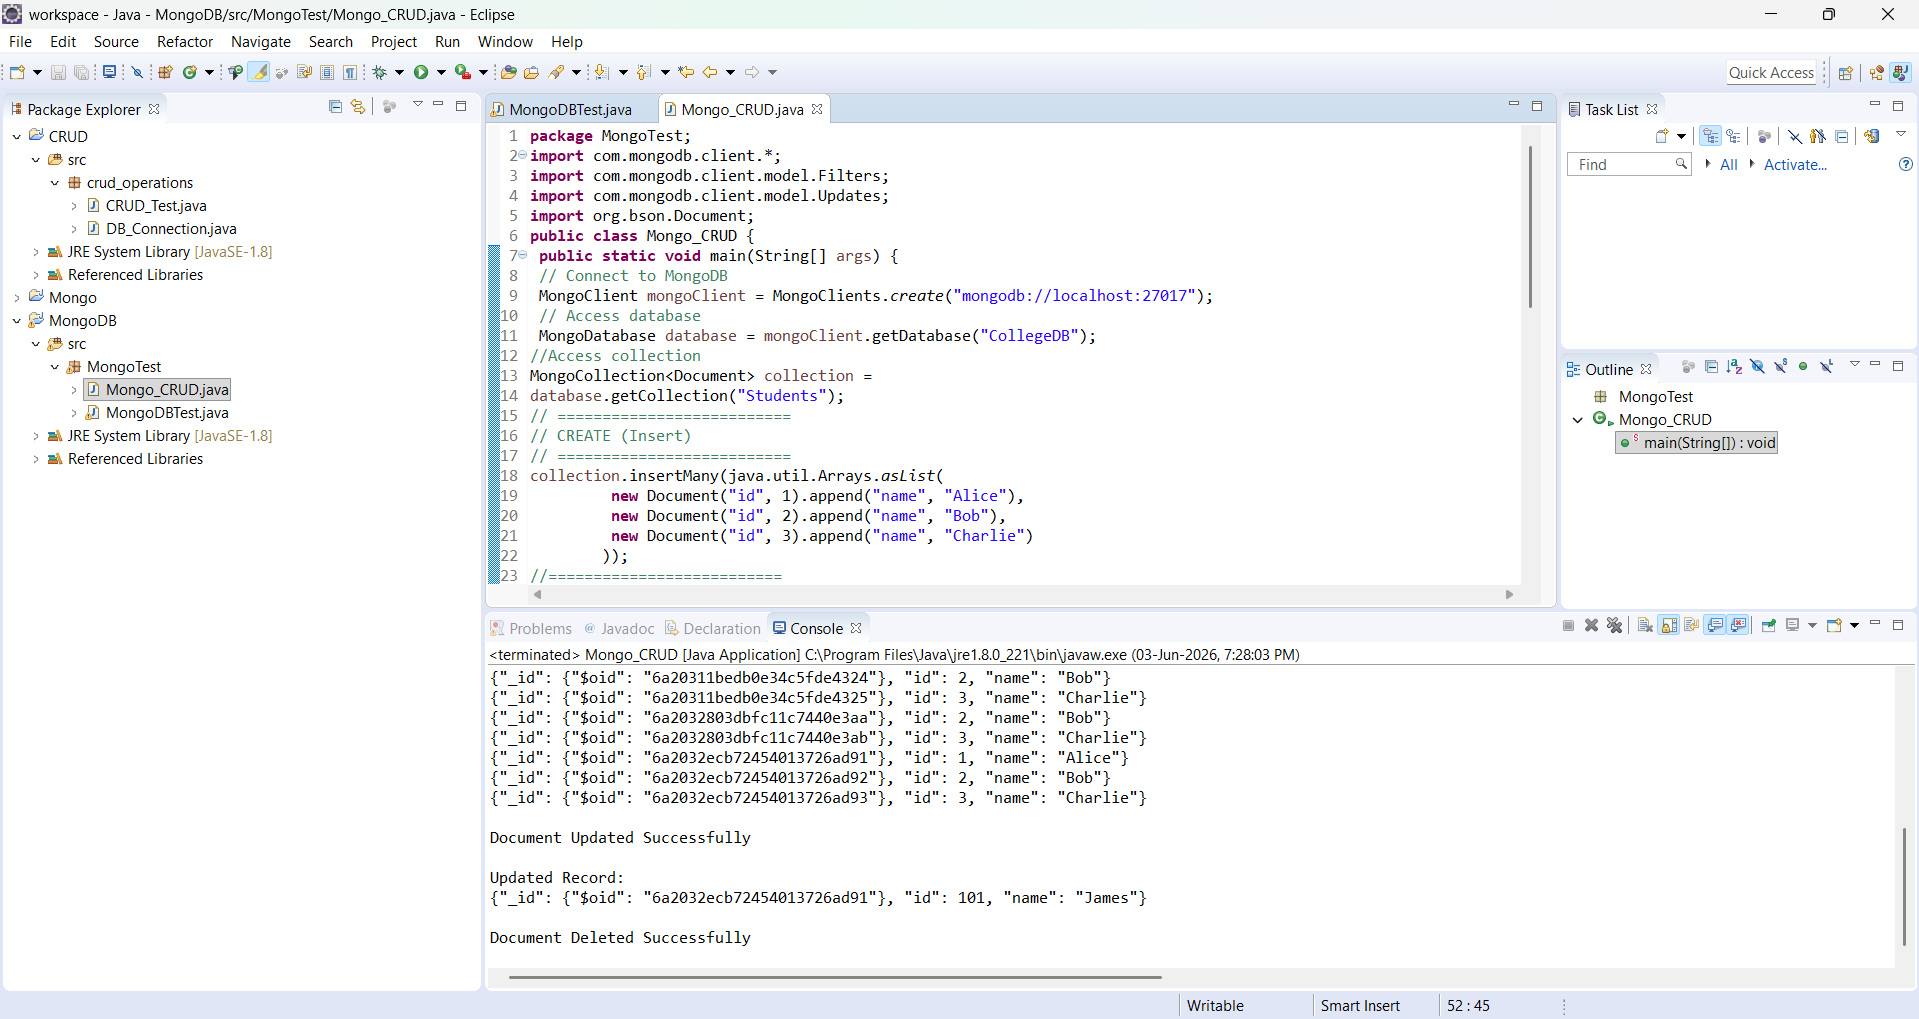 workspace - Java - MongoDB/src/MongoTest/Mongo_CRUD.java - Eclipse
File Edit Source Refactor Navigate Search Project Run Window Help
Quick Access
Package Explorer
CRUD
src
crud_operations
CRUD_Test.java
DB_Connection.java
JRE System Library [JavaSE-1.8]
Referenced Libraries
Mongo
MongoDB
src
MongoTest
Mongo_CRUD.java
MongoDBTest.java
JRE System Library [JavaSE-1.8]
Referenced Libraries
MongoDBTest.java Mongo_CRUD.java
1 package MongoTest;
2 import com.mongodb.client.*;
3 import com.mongodb.client.model.Filters;
4 import com.mongodb.client.model.Updates;
5 import org.bson.Document;
6 public class Mongo_CRUD {
7 public static void main(String[] args) {
8 // Connect to MongoDB
9 MongoClient mongoClient = MongoClients.create("mongodb://localhost:27017");
10 // Access database
11 MongoDatabase database = mongoClient.getDatabase("CollegeDB");
12 //Access collection
13 MongoCollection<Document> collection =
14 database.getCollection("Students");
15 // ==========================
16 // CREATE (Insert)
17 // ==========================
18 collection.insertMany(java.util.Arrays.asList(
19 new Document("id", 1).append("name", "Alice"),
20 new Document("id", 2).append("name", "Bob"),
21 new Document("id", 3).append("name", "Charlie")
22 ));
23 //==========================
Task List
Find All Activate...
Outline
MongoTest
Mongo_CRUD
main(String[]) : void
Problems @ Javadoc Declaration Console
<terminated> Mongo_CRUD [Java Application] C:\Program Files\Java\jre1.8.0_221\bin\javaw.exe (03-Jun-2026, 7:28:03 PM)
{"_id": {"$oid": "6a20311bedb0e34c5fde4324"}, "id": 2, "name": "Bob"}
{"_id": {"$oid": "6a20311bedb0e34c5fde4325"}, "id": 3, "name": "Charlie"}
{"_id": {"$oid": "6a2032803dbfc11c7440e3aa"}, "id": 2, "name": "Bob"}
{"_id": {"$oid": "6a2032803dbfc11c7440e3ab"}, "id": 3, "name": "Charlie"}
{"_id": {"$oid": "6a2032ecb72454013726ad91"}, "id": 1, "name": "Alice"}
{"_id": {"$oid": "6a2032ecb72454013726ad92"}, "id": 2, "name": "Bob"}
{"_id": {"$oid": "6a2032ecb72454013726ad93"}, "id": 3, "name": "Charlie"}
Document Updated Successfully
Updated Record:
{"_id": {"$oid": "6a2032ecb72454013726ad91"}, "id": 101, "name": "James"}
Document Deleted Successfully
Writable Smart Insert 52 : 45